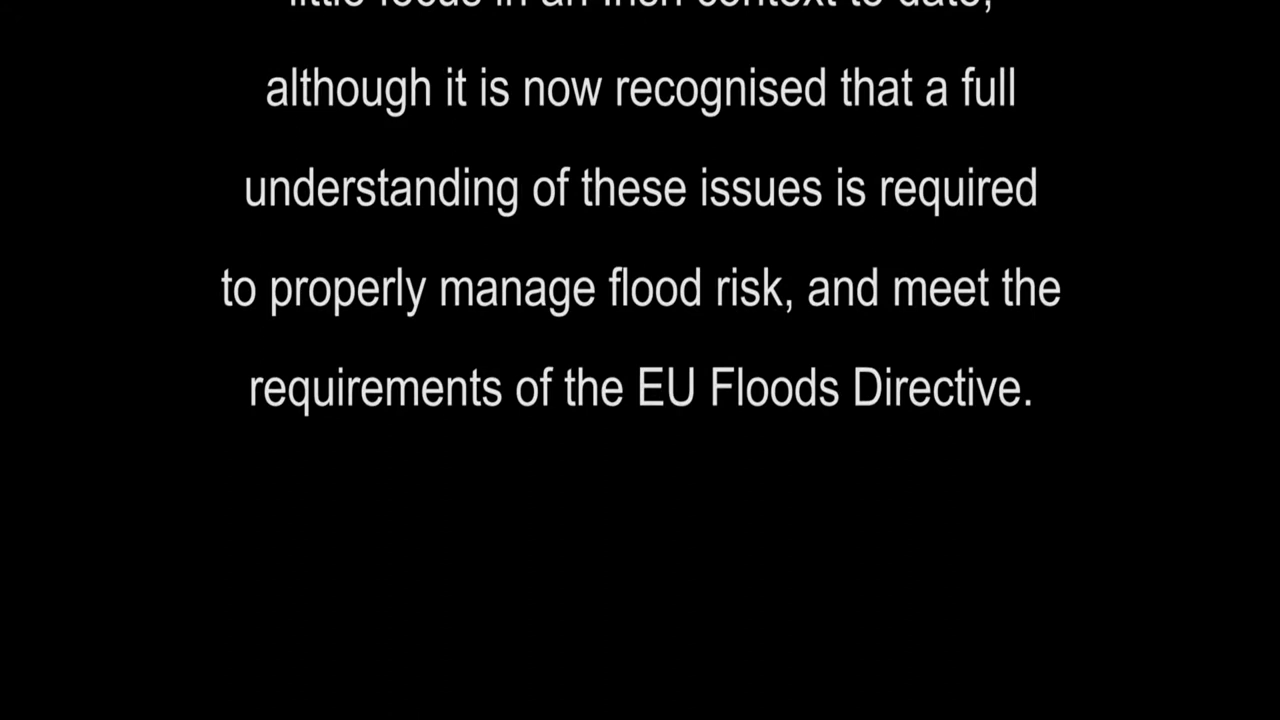 little focus in an Irish context to date,
although it is now recognised that a full
understanding of these issues is required
to properly manage flood risk, and meet the
requirements of the EU Floods Directive.